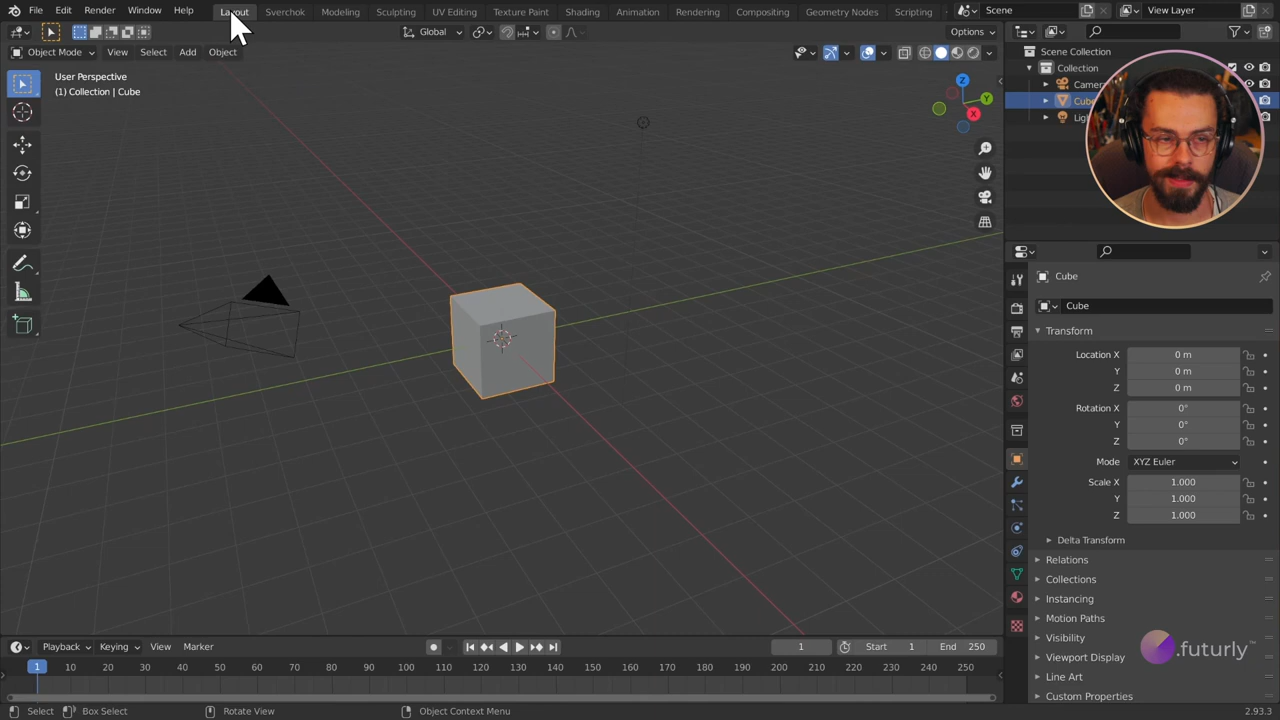 File Edit Render Window Help Layout Sverchok Modeling Sculpting UV Editing Texture Paint Shading Animation Rendering Compositing Geometry Nodes Scripting Scene View Layer
Global Options
Object Mode View Select Add Object
Scene Collection
Collection
User Perspective
(1) Collection | Cube
Z
Y
X
Cube
Cube
Transform
Location X 0 m
Y 0 m
Z 0 m
Rotation X 0°
Y 0°
Z 0°
Mode XYZ Euler
Scale X 1.000
Y 1.000
Z 1.000
Delta Transform
Relations
Collections
Instancing
Motion Paths
Visibility
Viewport Display
Line Art
Custom Properties
.futurly™
Playback Keying View Marker 1 Start 1 End 250
1 10 20 30 40 50 60 70 80 90 100 110 120 130 140 150 160 170 180 190 200 210 220 230 240 250
Select Box Select Rotate View Object Context Menu 2.93.3